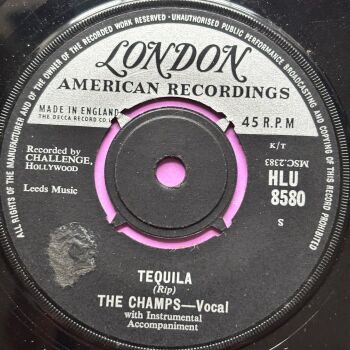 ALL RIGHTS OF THE MANUFACTURER AND OF THE OWNER OF THE RECORDED WORK RESERVED. UNAUTHORISED PUBLIC PERFORMANCE BROADCASTING AND COPYING OF THIS RECORD PROHIBITED
LONDON
AMERICAN RECORDINGS
MADE IN ENGLAND
THE DECCA RECORD CO. LTD.
45 R.P.M
K/T
Recorded by
CHALLENGE,
HOLLYWOOD
MSC.2383
HLU
8580
Leeds Music
S
TEQUILA
(Rip)
THE CHAMPS—Vocal
with Instrumental
Accompaniment